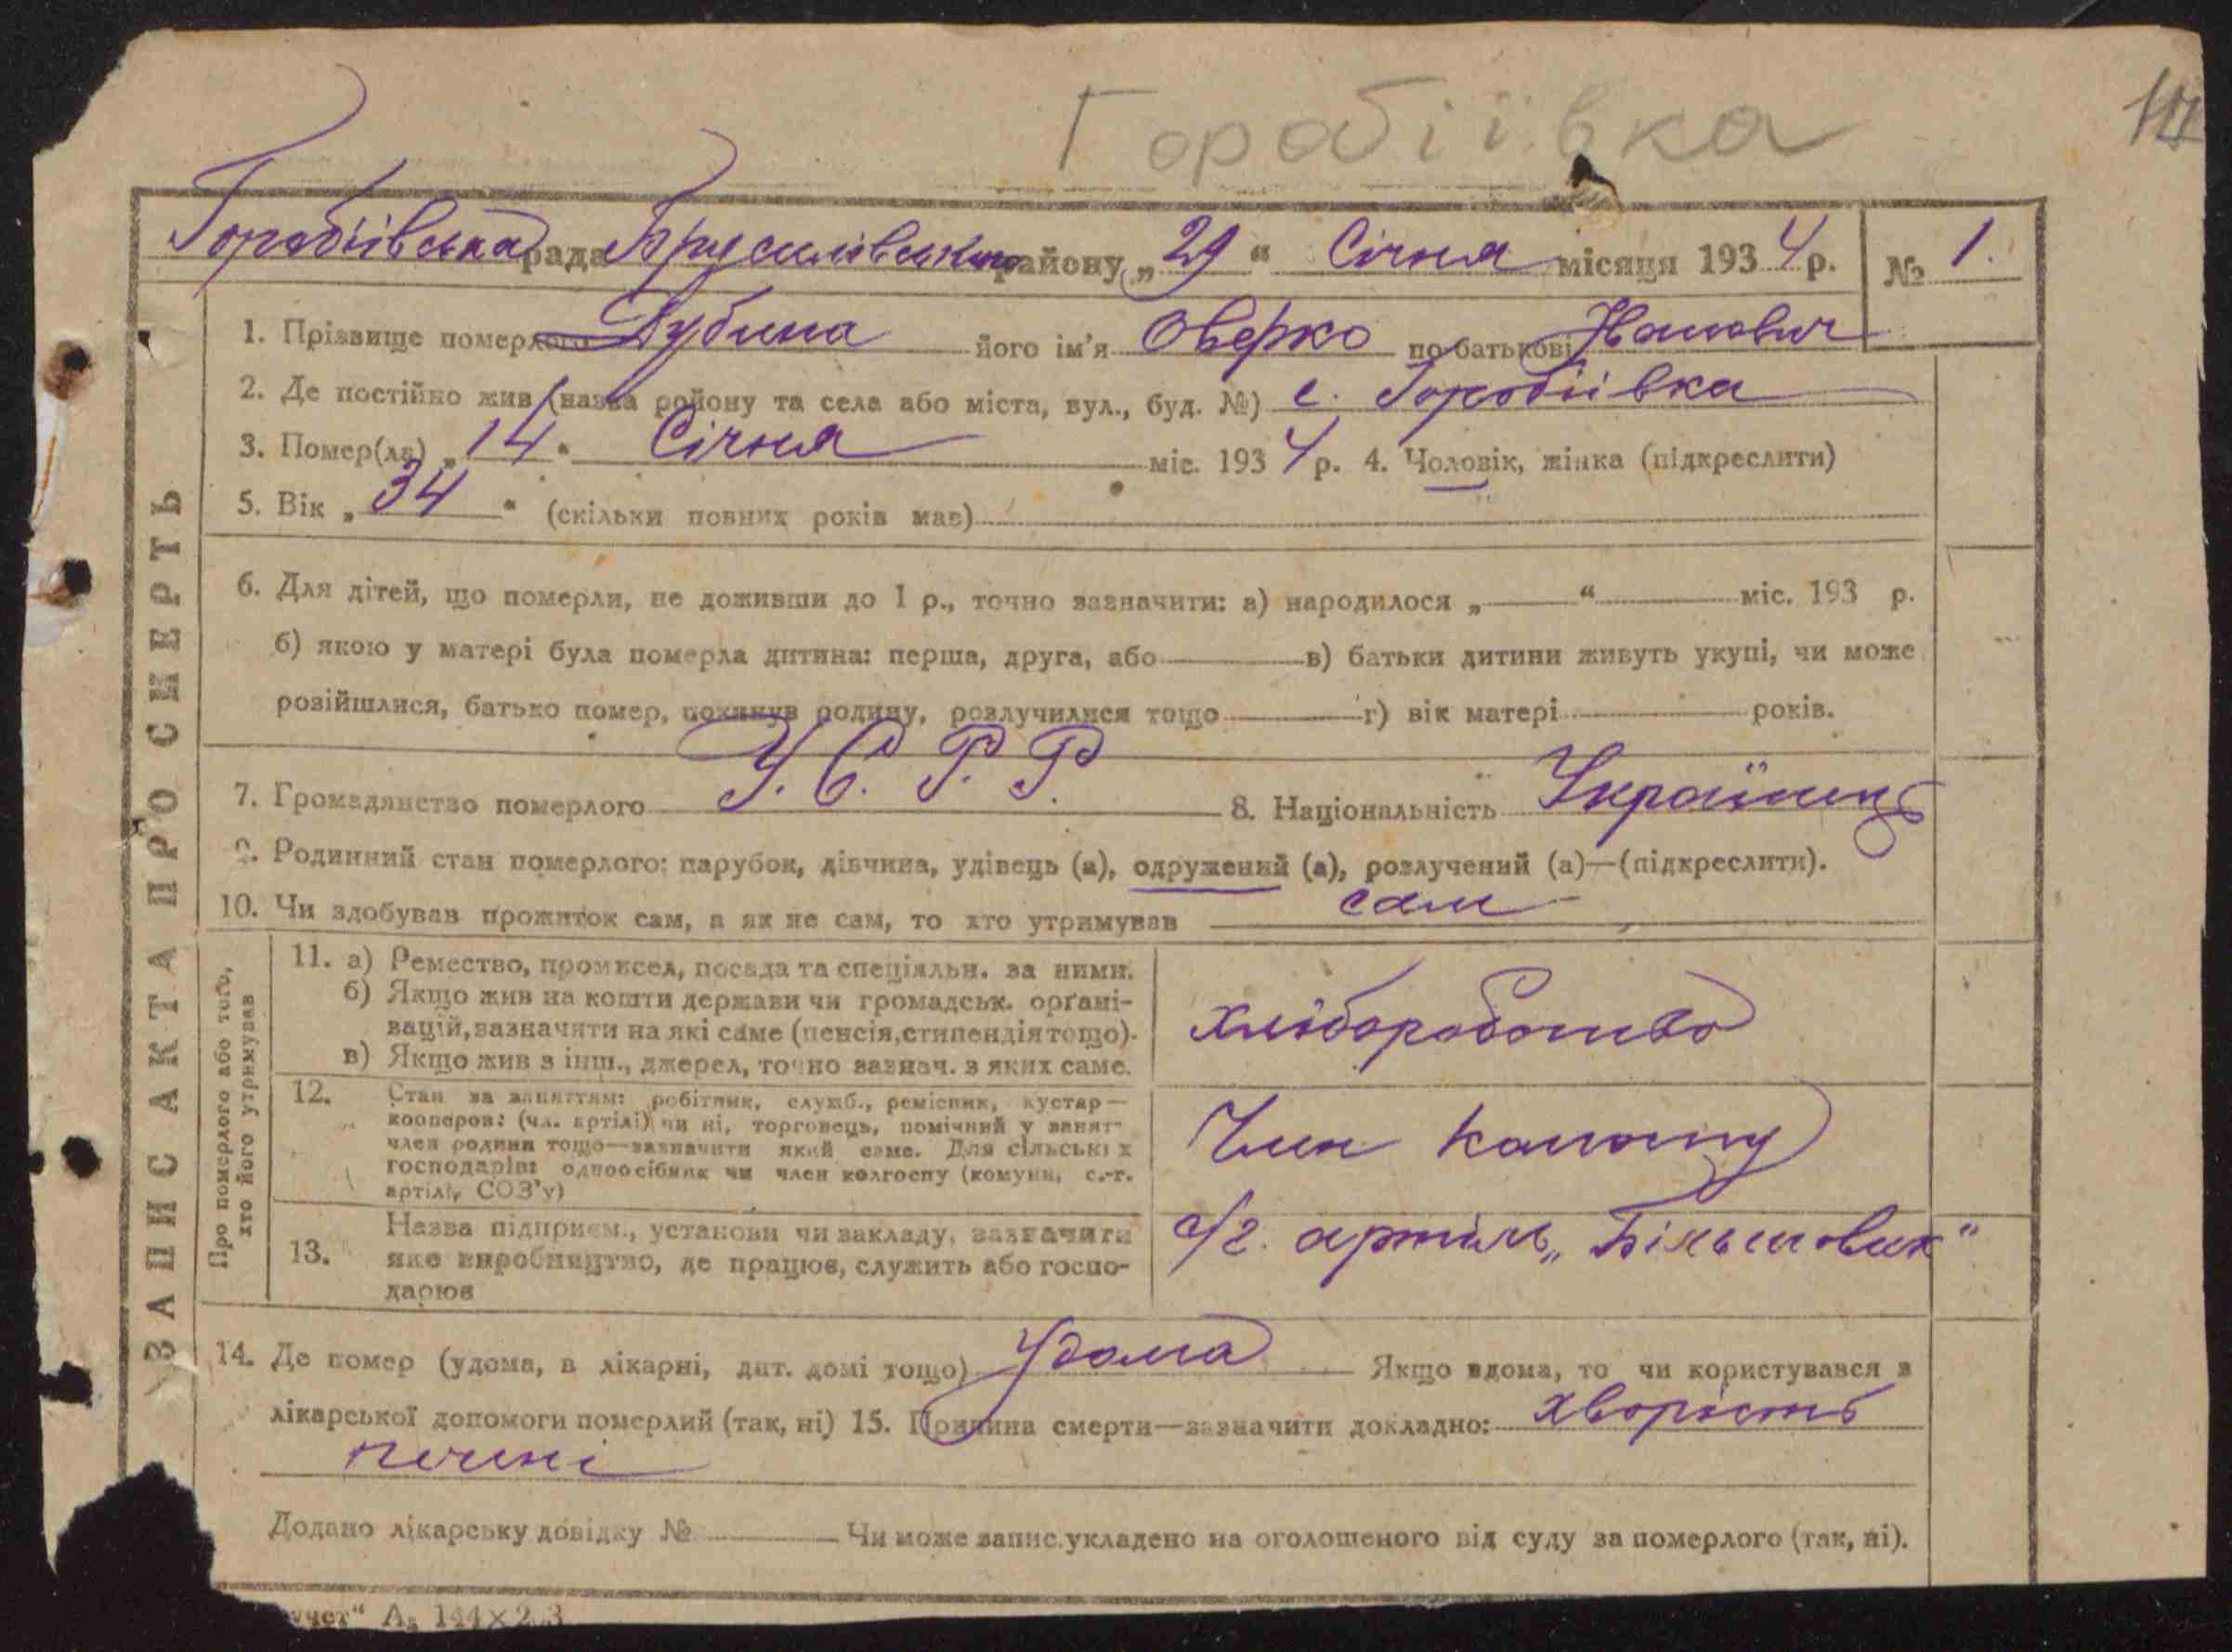 Горобіївка
Горобіївська рада Брусилівського району „29“ Січня місяця 1934 р. № 1.
1. Прізвище померлого Дубина його ім'я Оверко по батькові Іванович
2. Де постійно жив (назва району та села або міста, вул., буд. №) с. Горобіївка
3. Помер(ла) „14“ Січня міс. 1934 р. 4. Чоловік, жінка (підкреслити)
5. Вік „34“ (скільки повних років мав)
6. Для дітей, що померли, не доживши до 1 р., точно зазначити: а) народилося „ “ міс. 193 р.
б) якою у матері була померла дитина: перша, друга, або в) батьки дитини живуть укупі, чи може
розійшлися, батько помер, покинув родину, розлучилися тощо г) вік матері років.
7. Громадянство померлого У.С.Р.Р. 8. Національність Українець
9. Родинний стан померлого: парубок, дівчина, удівець (а), одружений (а), розлучений (а)—(підкреслити).
10. Чи здобував прожиток сам, а як не сам, то хто утримував сам
ЗАПИС АКТА ПРО СМЕРТЬ
Про померлого або того,
хто його утримував
11. а) Ремество, промисел, посада та спеціяльн. за ними.
б) Якщо жив на кошти держави чи громадськ. орґані-
зацій, зазначити на які саме (пенсія, стипендія тощо).
в) Якщо жив з інш., джерел, точно зазнач. з яких саме.
хліборобство
12. Стан за заняттям: робітник, служб., ремісник, кустар—
кооперов: (чл. артілі) чи ні, торговець, помічний у занят-
член родини тощо—зазначити який саме. Для сільських
господарів: одноосібник чи член колгоспу (комуни, с.-г.
артілі, СОЗ'у)
Член
13. Назва підприєм., установи чи закладу, зазначити
яке виробництво, де працює, служить або госпо-
дарює
с/г. артіль „Більшовик“
14. Де помер (удома, в лікарні, дит. домі тощо) Удома Якщо вдома, то чи користувався з
лікарської допомоги померлий (так, ні) 15. Причина смерти—зазначити докладно: хворість
печені
Додано лікарську довідку № Чи може запис укладено на оголошеного від суду за померлого (так, ні).
учет“ А₅ 144×2 3